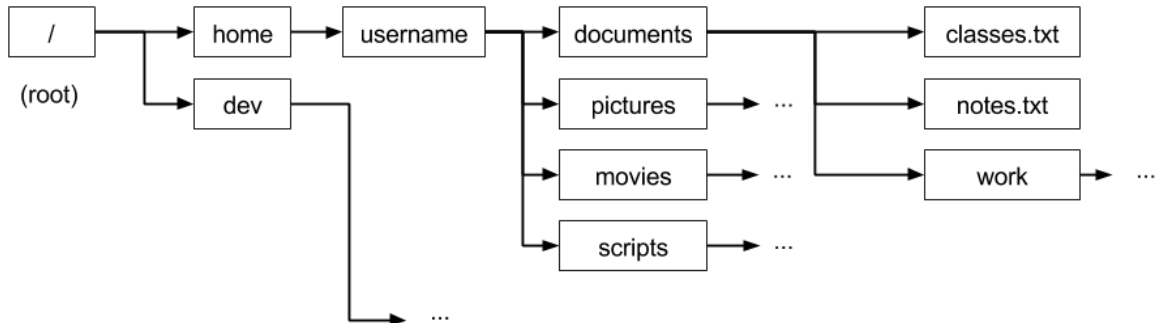 / home username documents classes.txt
(root) dev pictures ... notes.txt
movies ... work ...
scripts ...
...